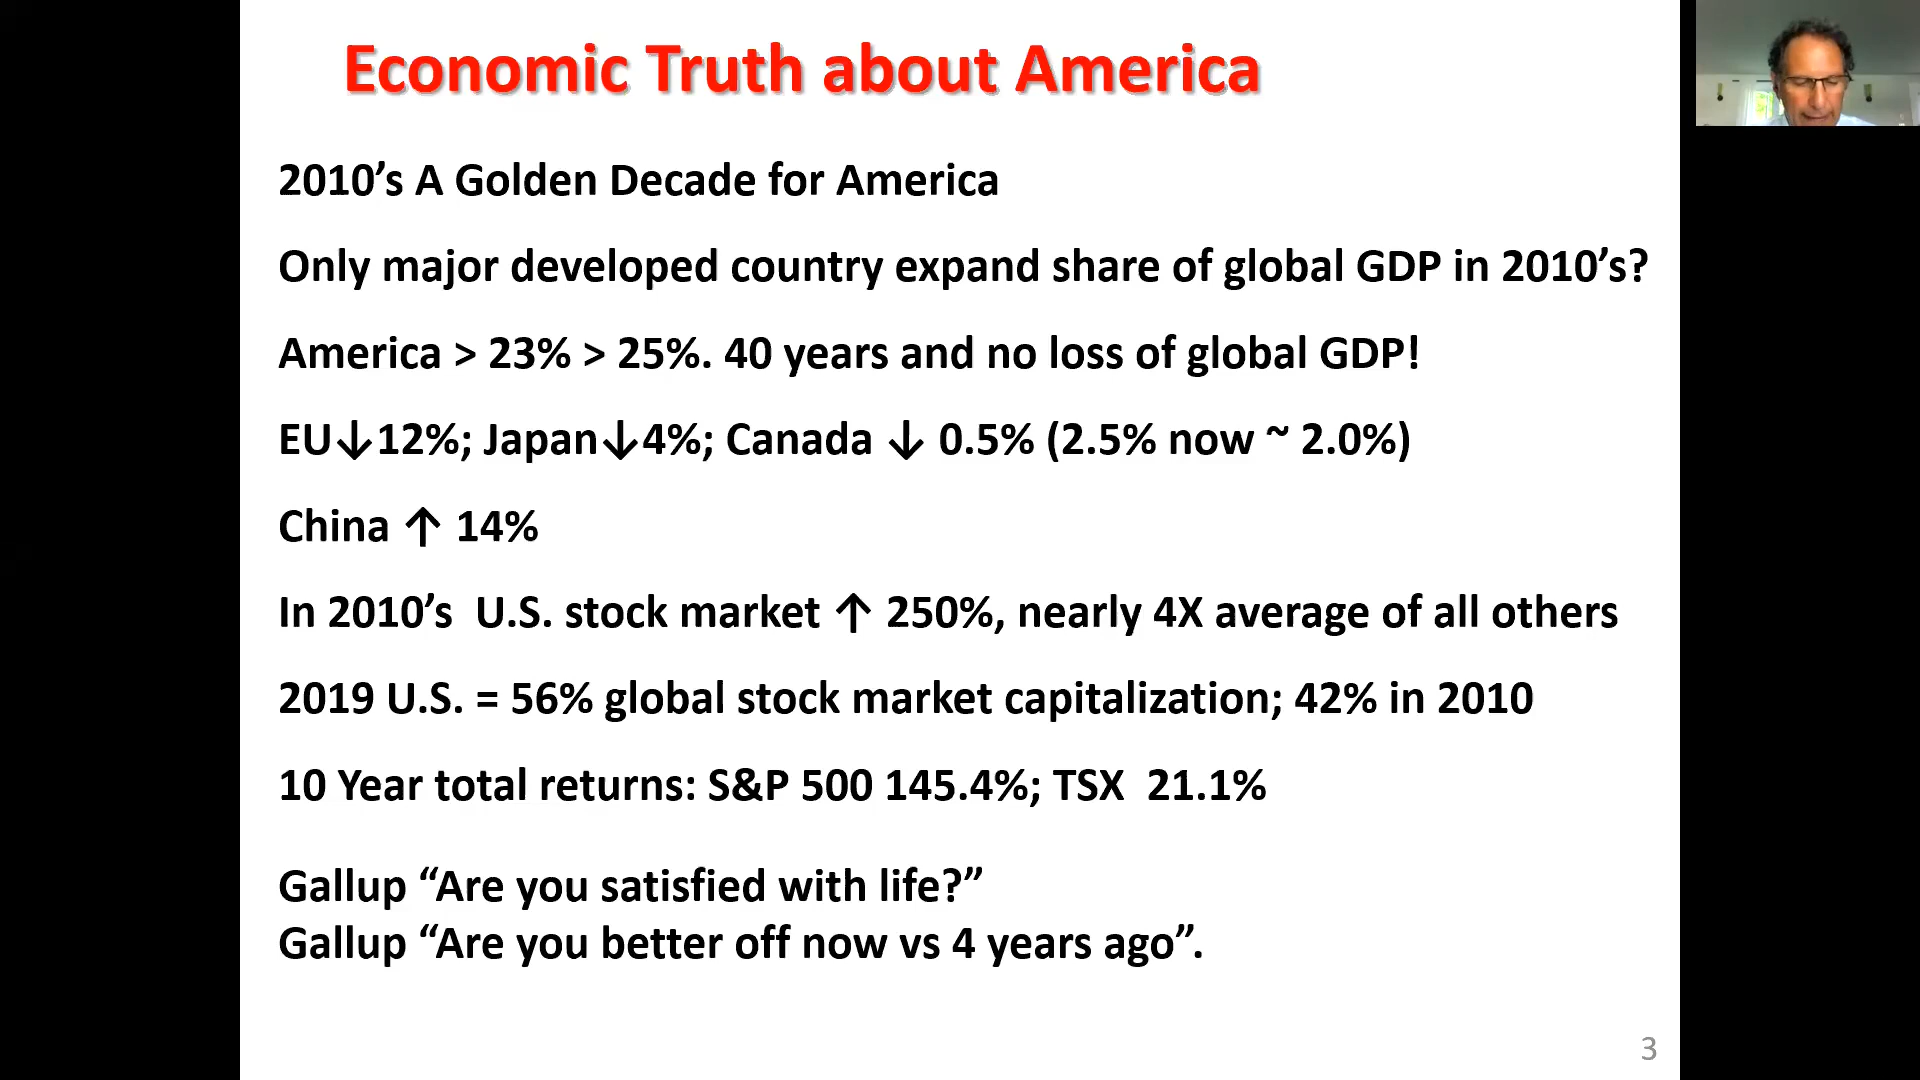 Economic Truth about America
2010’s A Golden Decade for America
Only major developed country expand share of global GDP in 2010’s?
America > 23% > 25%. 40 years and no loss of global GDP!
EU↓12%; Japan↓4%; Canada ↓ 0.5% (2.5% now ~ 2.0%)
China ↑ 14%
In 2010’s  U.S. stock market ↑ 250%, nearly 4X average of all others
2019 U.S. = 56% global stock market capitalization; 42% in 2010
10 Year total returns: S&P 500 145.4%; TSX  21.1%
Gallup “Are you satisfied with life?”
Gallup “Are you better off now vs 4 years ago”.
3